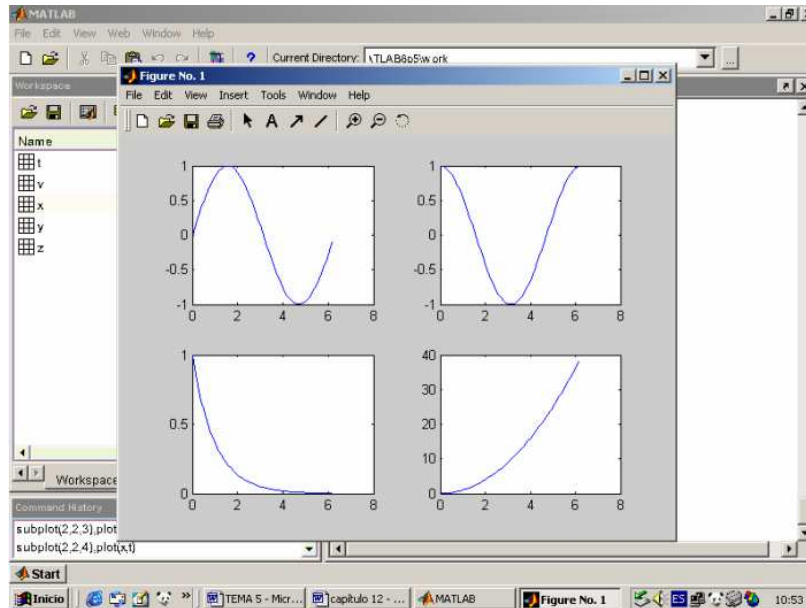 MATLAB
File Edit View Web Window Help
Current Directory: \TLAB6p5\work
...
Workspace
Name
t
v
x
y
z
Workspace
Command History
subplot(2,2,3),plot
subplot(2,2,4),plot(x,t)
Start
Figure No. 1
File Edit View Insert Tools Window Help
A
1
0.5
0
-0.5
-1
0 2 4 6 8
1
0.5
0
-0.5
-1
0 2 4 6 8
1
0.5
0
0 2 4 6 8
40
30
20
10
0
0 2 4 6 8
Inicio
»
TEMA 5 - Micr...
capítulo 12 - ...
MATLAB
Figure No. 1
ES
10:53